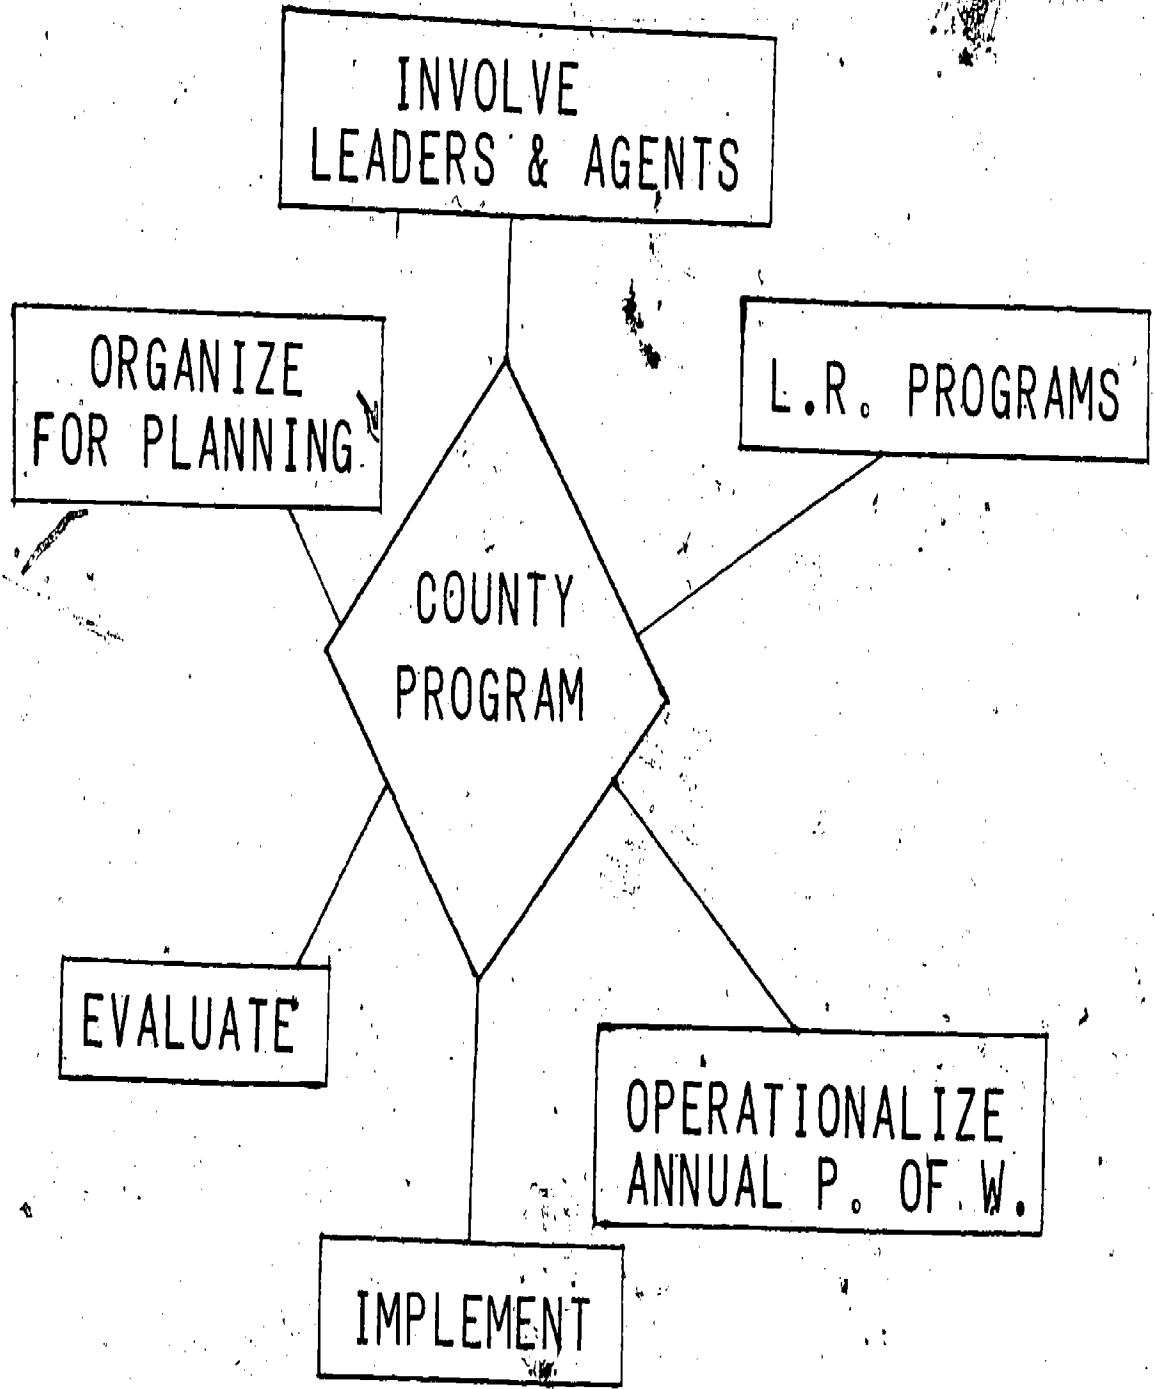 INVOLVE
LEADERS & AGENTS
ORGANIZE
FOR PLANNING
L.R. PROGRAMS
COUNTY
PROGRAM
EVALUATE
OPERATIONALIZE
ANNUAL P. OF W.
IMPLEMENT